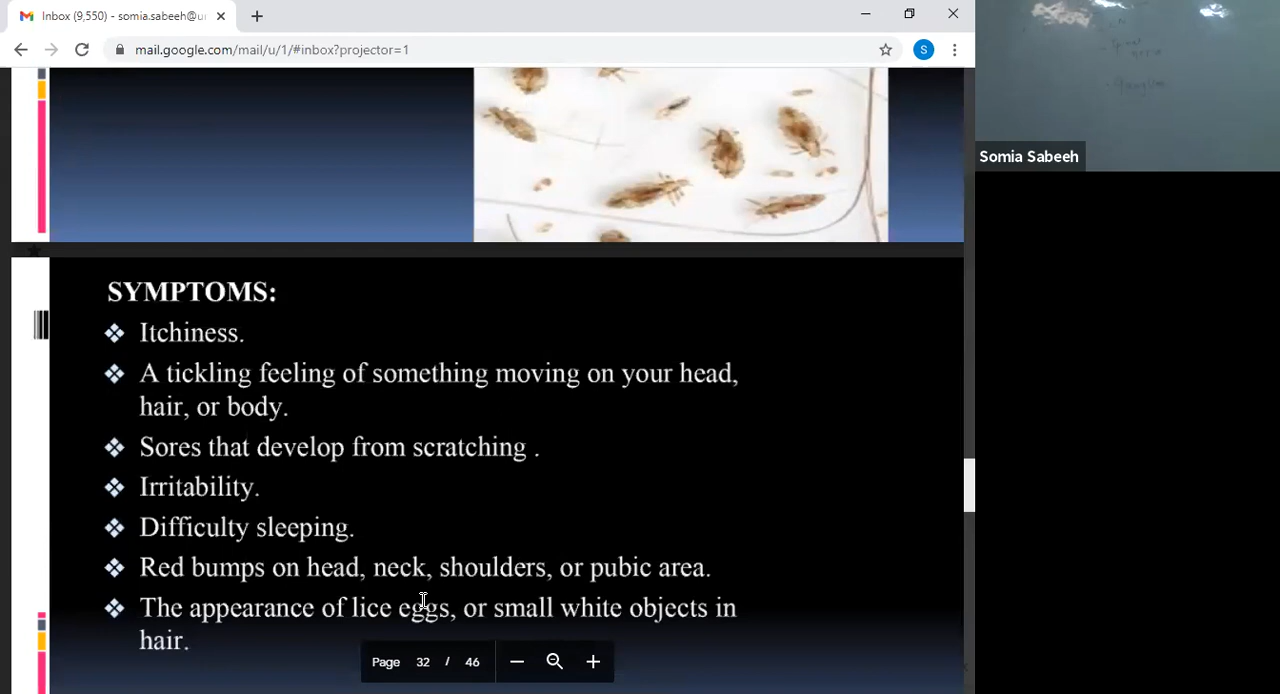 Inbox (9,550) - somia.sabeeh@u
mail.google.com/mail/u/1/#inbox?projector=1
S
Somia Sabeeh
SYMPTOMS:
❖ Itchiness.
❖ A tickling feeling of something moving on your head,
hair, or body.
❖ Sores that develop from scratching .
❖ Irritability.
❖ Difficulty sleeping.
❖ Red bumps on head, neck, shoulders, or pubic area.
❖ The appearance of lice eggs, or small white objects in
hair.
Page 32 / 46